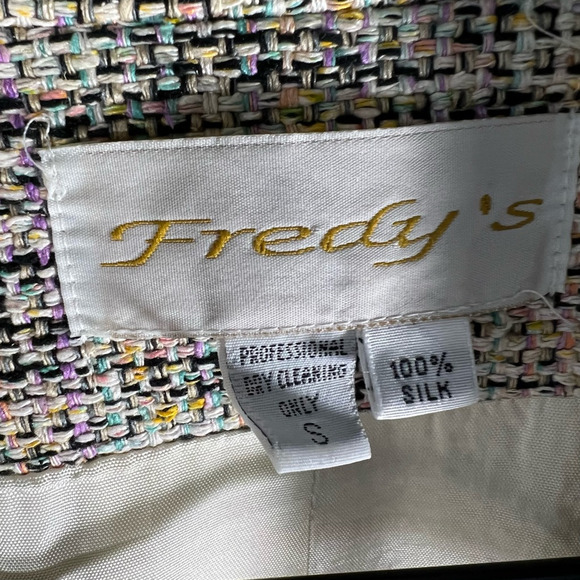 Fredy's
PROFESSIONAL
DRY CLEANING
ONLY
S
100%
SILK